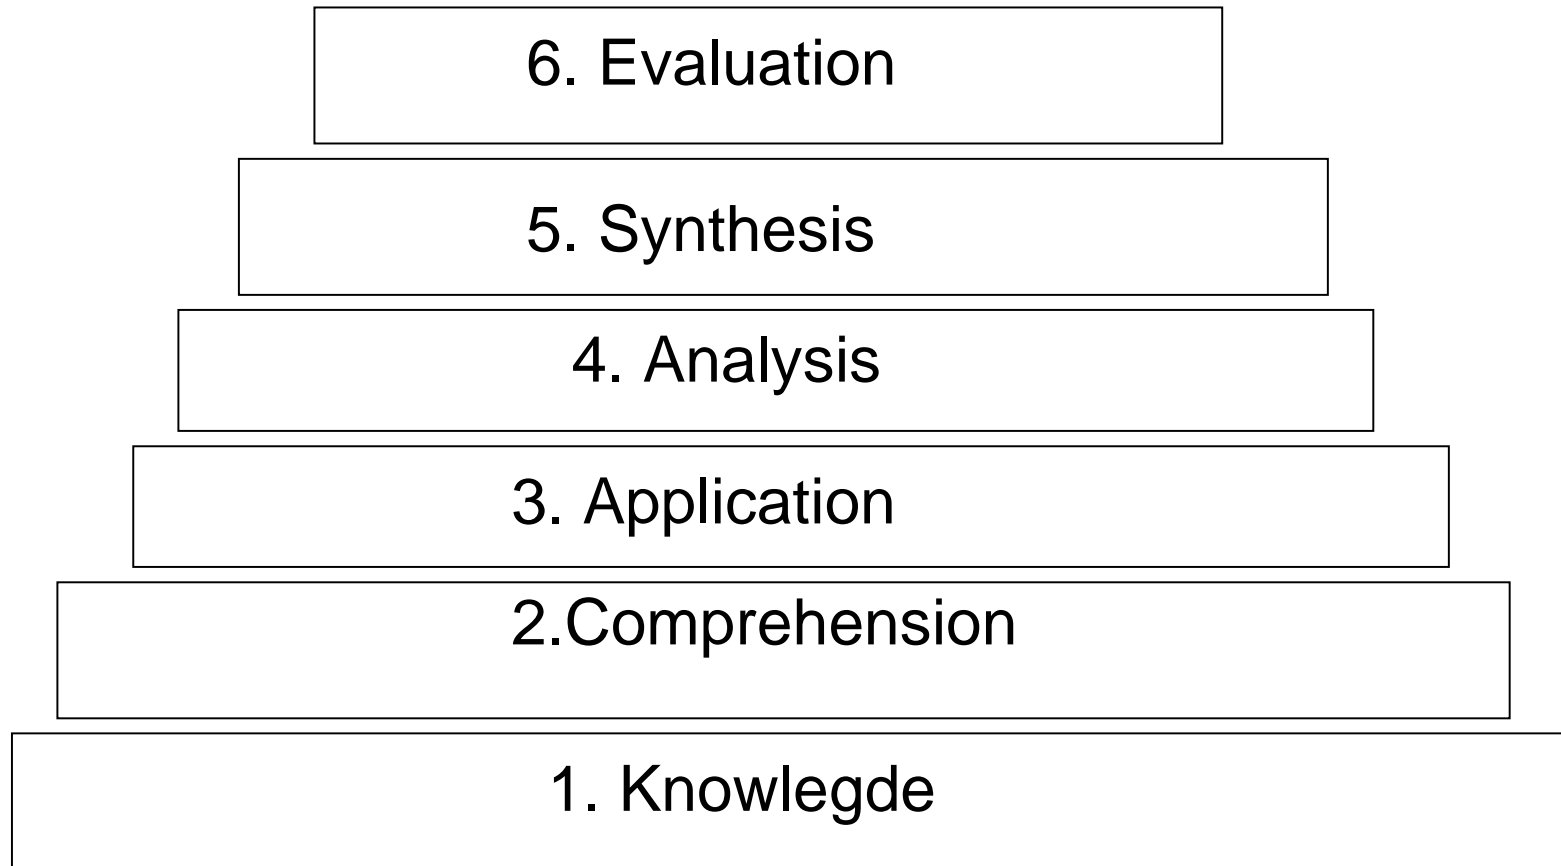 6. Evaluation
5. Synthesis
4. Analysis
3. Application
2.Comprehension
1. Knowlegde